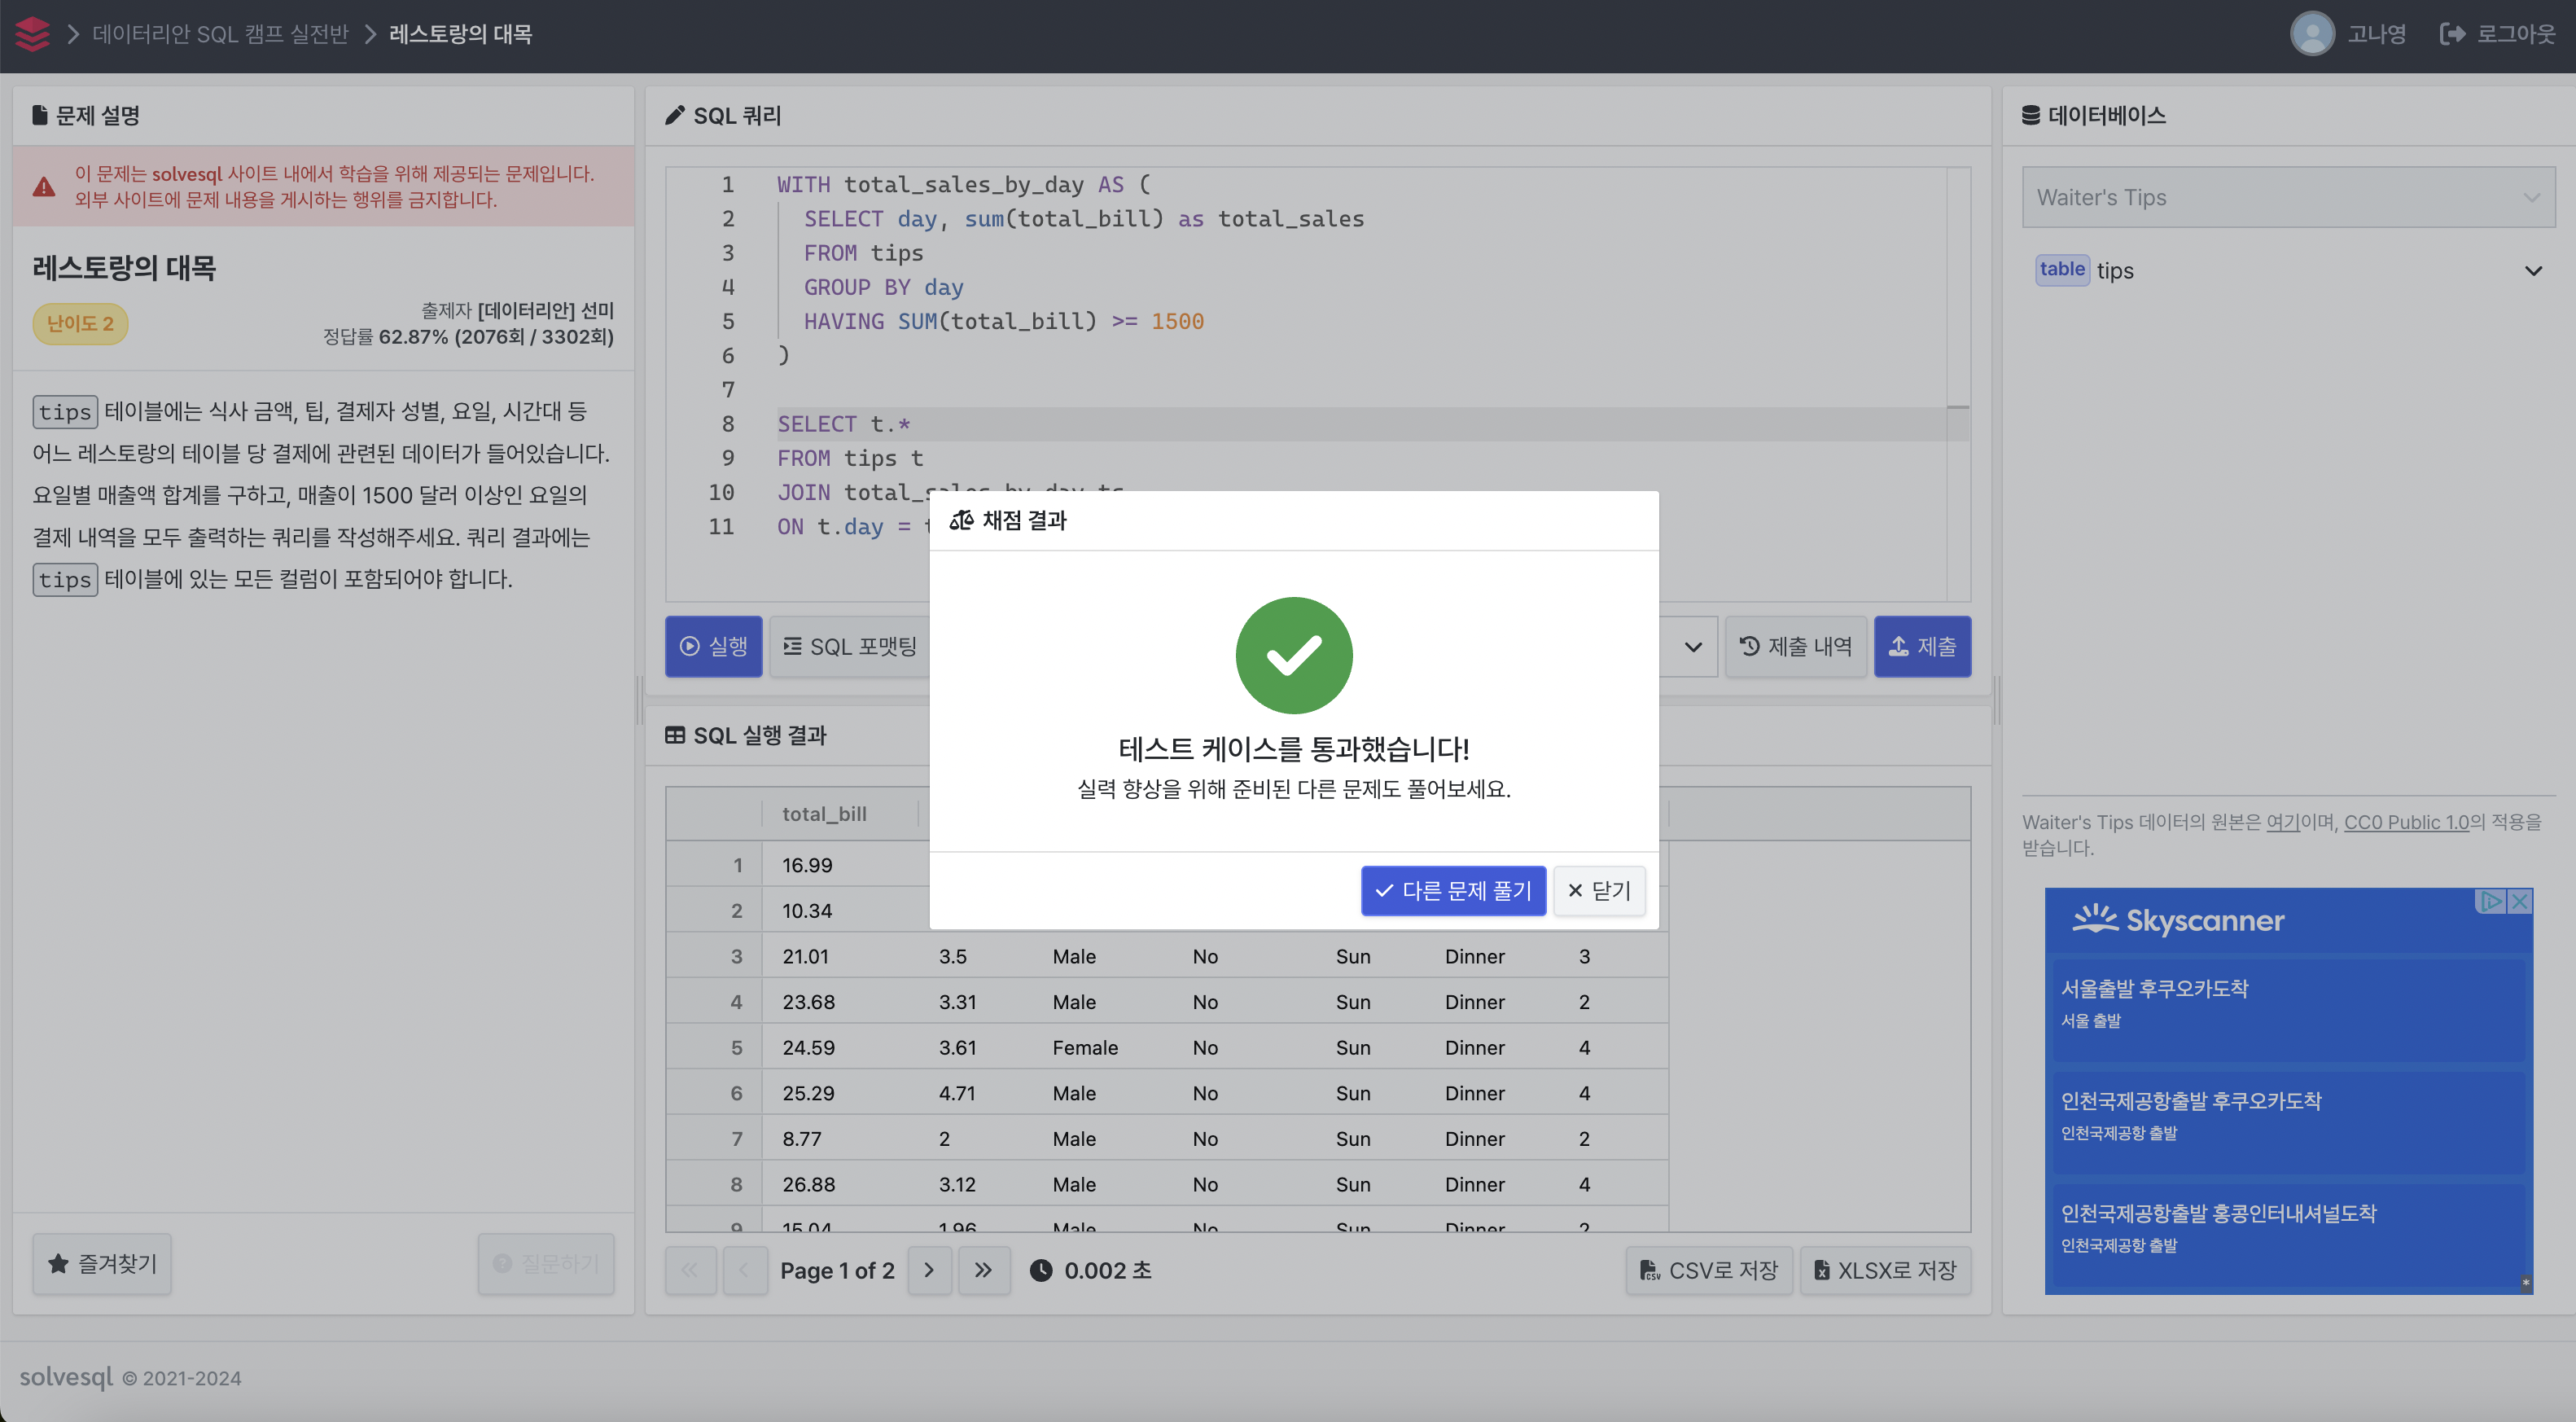 데이터리안 SQL 캠프 실전반
레스토랑의 대목
고나영
로그아웃
문제 설명
이 문제는 solvesql 사이트 내에서 학습을 위해 제공되는 문제입니다.
외부 사이트에 문제 내용을 게시하는 행위를 금지합니다.
레스토랑의 대목
난이도 2
출제자 [데이터리안] 선미
정답률 62.87% (2076회 / 3302회)
tips 테이블에는 식사 금액, 팁, 결제자 성별, 요일, 시간대 등
어느 레스토랑의 테이블 당 결제에 관련된 데이터가 들어있습니다.
요일별 매출액 합계를 구하고, 매출이 1500 달러 이상인 요일의
결제 내역을 모두 출력하는 쿼리를 작성해주세요. 쿼리 결과에는
tips 테이블에 있는 모든 컬럼이 포함되어야 합니다.
즐겨찾기
질문하기
SQL 쿼리
1 WITH total_sales_by_day AS (
2 SELECT day, sum(total_bill) as total_sales
3 FROM tips
4 GROUP BY day
5 HAVING SUM(total_bill) >= 1500
6 )
7
8 SELECT t.*
9 FROM tips t
10 JOIN total_sales_by_day ts
11 ON t.day =
실행
SQL 포맷팅
제출 내역
제출
채점 결과
테스트 케이스를 통과했습니다!
실력 향상을 위해 준비된 다른 문제도 풀어보세요.
다른 문제 풀기
닫기
SQL 실행 결과
total_bill
1 16.99
2 10.34
3 21.01 3.5 Male No Sun Dinner 3
4 23.68 3.31 Male No Sun Dinner 2
5 24.59 3.61 Female No Sun Dinner 4
6 25.29 4.71 Male No Sun Dinner 4
7 8.77 2 Male No Sun Dinner 2
8 26.88 3.12 Male No Sun Dinner 4
9 15.04 1.96 Male No Sun Dinner 2
Page 1 of 2
0.002 초
CSV로 저장
XLSX로 저장
데이터베이스
Waiter's Tips
table tips
Waiter's Tips 데이터의 원본은 여기이며, CC0 Public 1.0의 적용을
받습니다.
Skyscanner
서울출발 후쿠오카도착
서울 출발
인천국제공항출발 후쿠오카도착
인천국제공항 출발
인천국제공항출발 홍콩인터내셔널도착
인천국제공항 출발
solvesql © 2021-2024